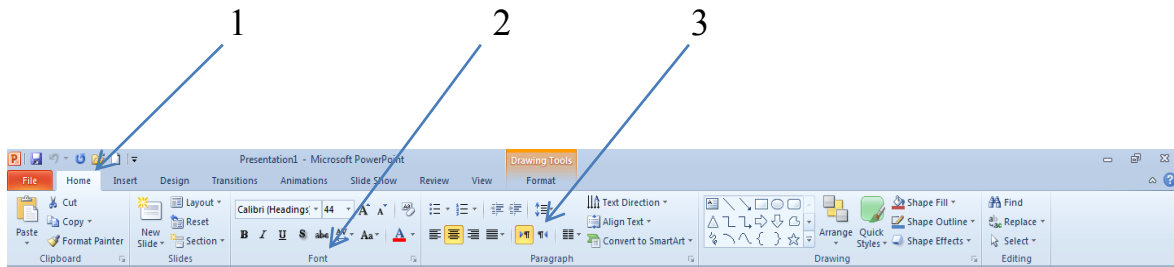 1 2 3
Presentation1 - Microsoft PowerPoint Drawing Tools
File Home Insert Design Transitions Animations Slide Show Review View Format
Cut Layout Calibri (Headings) 44 A A Text Direction Shape Fill Find
Paste Copy New Slide Reset Align Text Arrange Quick Styles Shape Outline Replace
Format Painter Section B I U S abc AV Aa A Convert to SmartArt Shape Effects Select
Clipboard Slides Font Paragraph Drawing Editing